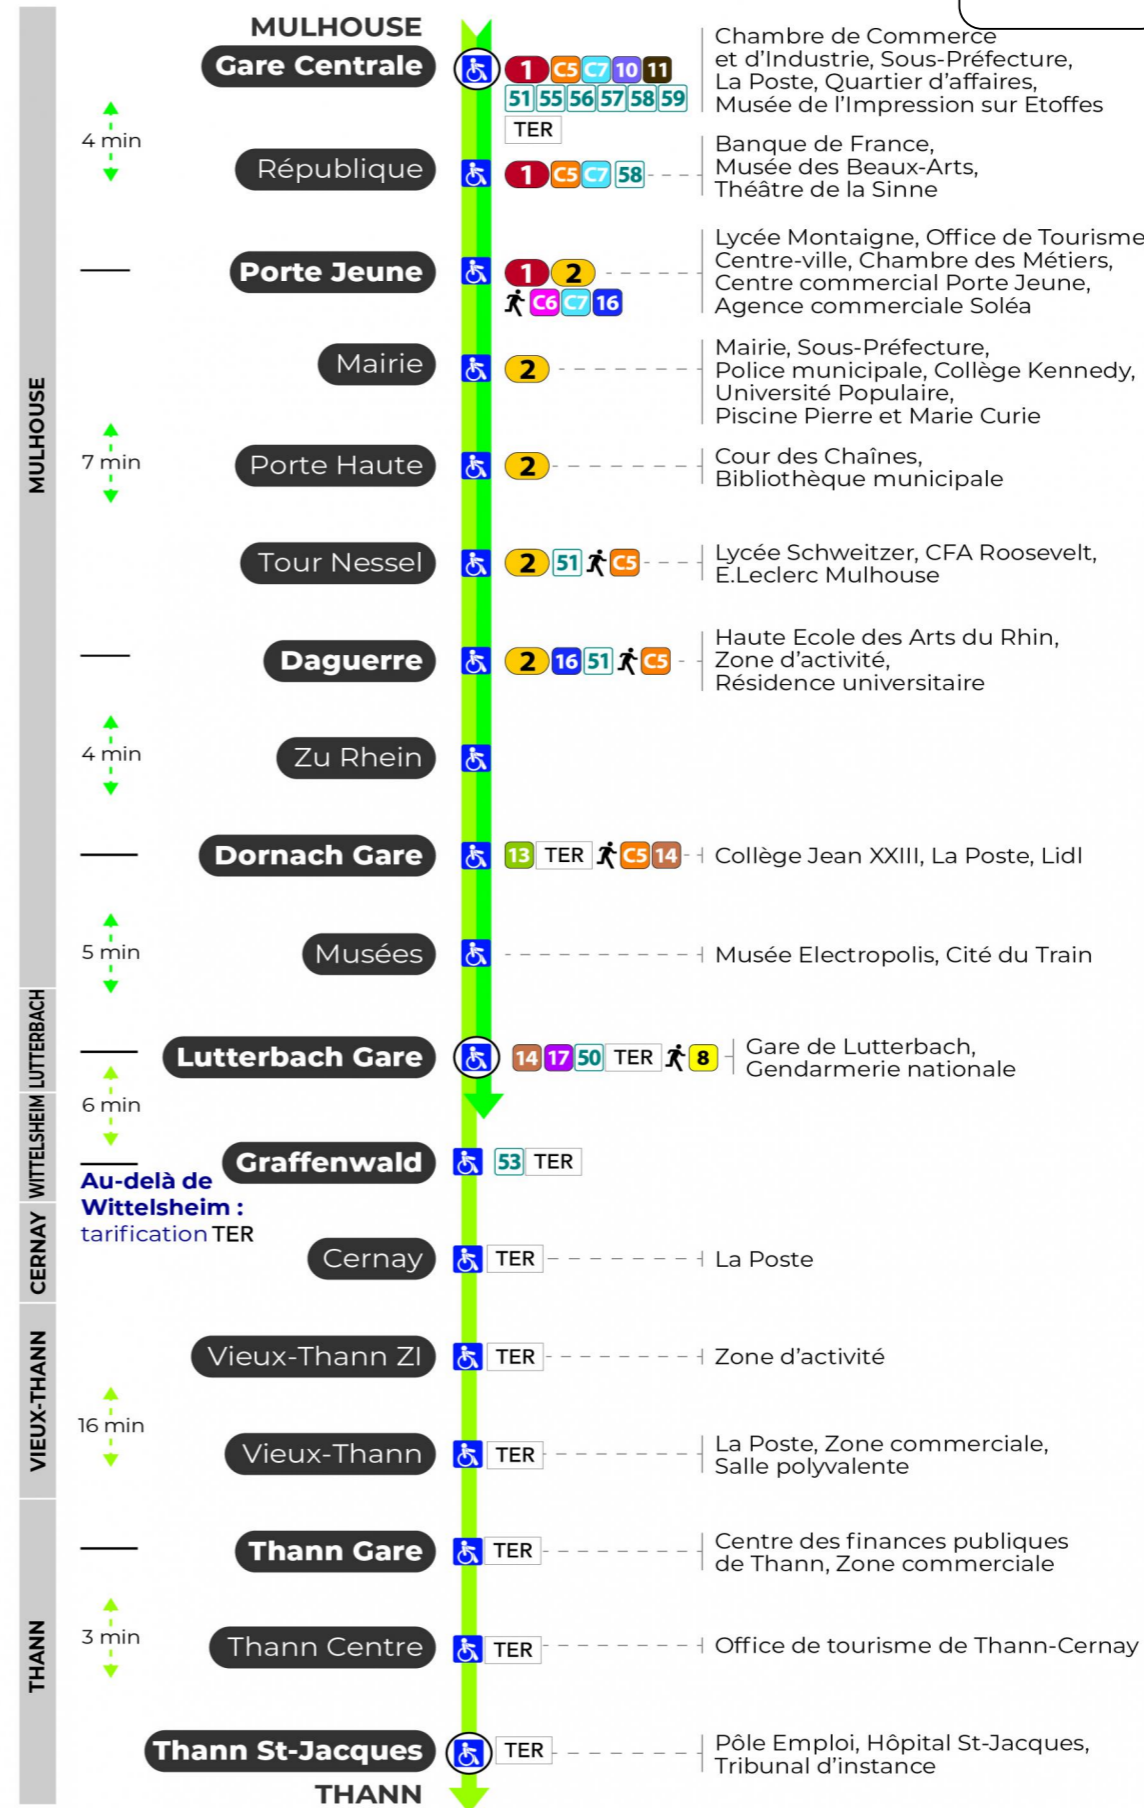 MULHOUSE
Gare Centrale
1 C5 C7 10 11
51 55 56 57 58 59
TER
Chambre de Commerce
et d’Industrie, Sous-Préfecture,
La Poste, Quartier d’affaires,
Musée de l’Impression sur Etoffes
4 min
République
1 C5 C7 58
Banque de France,
Musée des Beaux-Arts,
Théâtre de la Sinne
Porte Jeune
1 2
C6 C7 16
Lycée Montaigne, Office de Tourisme
Centre-ville, Chambre des Métiers,
Centre commercial Porte Jeune,
Agence commerciale Soléa
MULHOUSE
Mairie
2
Mairie, Sous-Préfecture,
Police municipale, Collège Kennedy,
Université Populaire,
Piscine Pierre et Marie Curie
7 min
Porte Haute
2
Cour des Chaînes,
Bibliothèque municipale
Tour Nessel
2 51 C5
Lycée Schweitzer, CFA Roosevelt,
E.Leclerc Mulhouse
Daguerre
2 16 51 C5
Haute Ecole des Arts du Rhin,
Zone d’activité,
Résidence universitaire
4 min
Zu Rhein
Dornach Gare
13 TER C5 14
Collège Jean XXIII, La Poste, Lidl
5 min
Musées
Musée Electropolis, Cité du Train
LUTTERBACH
Lutterbach Gare
14 17 50 TER 8
Gare de Lutterbach,
Gendarmerie nationale
6 min
WITTELSHEIM
Graffenwald
53 TER
Au-delà de
Wittelsheim :
tarification TER
CERNAY
Cernay
TER
La Poste
VIEUX-THANN
Vieux-Thann ZI
TER
Zone d’activité
16 min
Vieux-Thann
TER
La Poste, Zone commerciale,
Salle polyvalente
Thann Gare
TER
Centre des finances publiques
de Thann, Zone commerciale
THANN
3 min
Thann Centre
TER
Office de tourisme de Thann-Cernay
Thann St-Jacques
TER
Pôle Emploi, Hôpital St-Jacques,
Tribunal d’instance
THANN